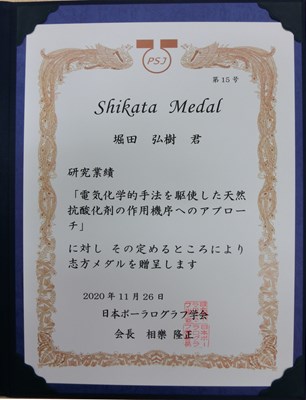 PSJ
第15号
Shikata Medal
堀田 弘樹 君
研究業績
「電気化学的手法を駆使した天然
抗酸化剤の作用機序へのアプロー
チ」
に対し その定めるところにより
志方メダルを贈呈します
2020年11月26日
日本ポーラログラフ学会
会長 相樂 隆正